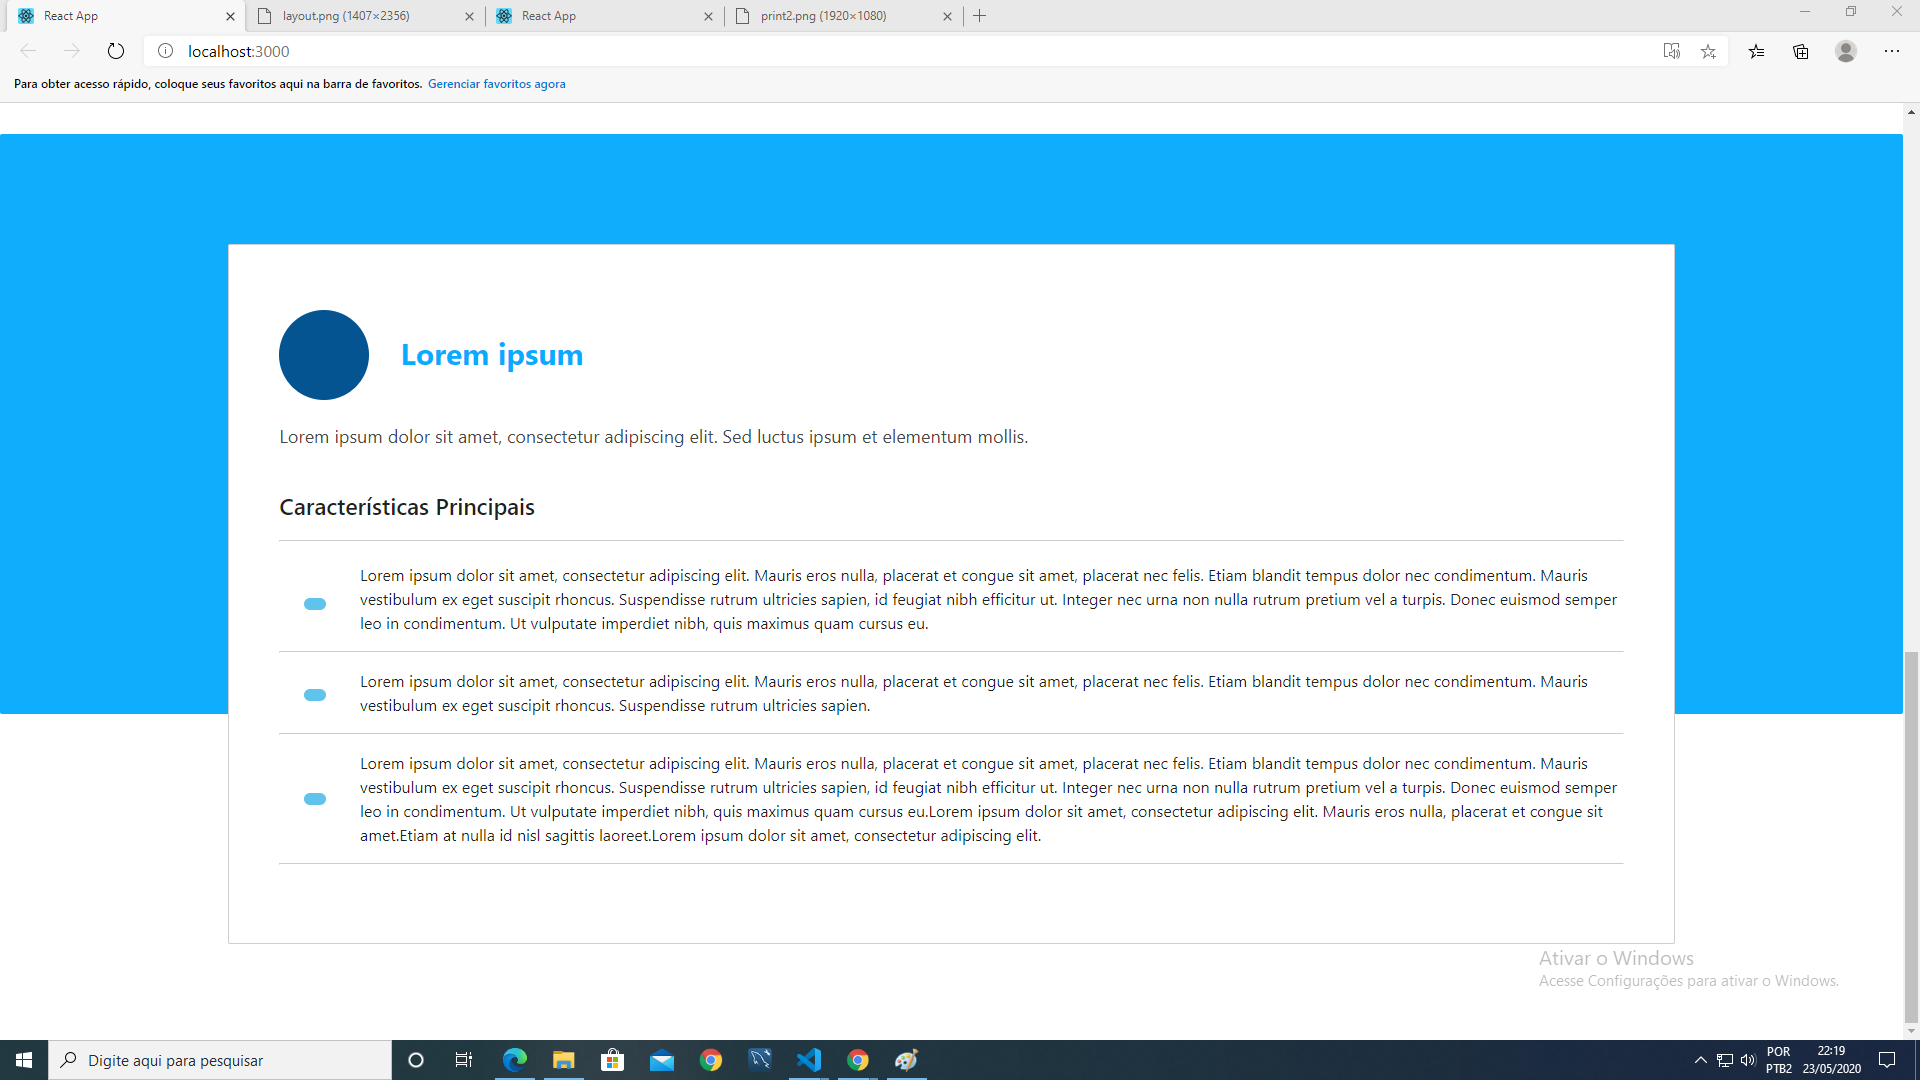 React App
layout.png (1407×2356)
React App
print2.png (1920×1080)
localhost:3000
Para obter acesso rápido, coloque seus favoritos aqui na barra de favoritos. Gerenciar favoritos agora
Lorem ipsum
Lorem ipsum dolor sit amet, consectetur adipiscing elit. Sed luctus ipsum et elementum mollis.
Características Principais
Lorem ipsum dolor sit amet, consectetur adipiscing elit. Mauris eros nulla, placerat et congue sit amet, placerat nec felis. Etiam blandit tempus dolor nec condimentum. Mauris
vestibulum ex eget suscipit rhoncus. Suspendisse rutrum ultricies sapien, id feugiat nibh efficitur ut. Integer nec urna non nulla rutrum pretium vel a turpis. Donec euismod semper
leo in condimentum. Ut vulputate imperdiet nibh, quis maximus quam cursus eu.
Lorem ipsum dolor sit amet, consectetur adipiscing elit. Mauris eros nulla, placerat et congue sit amet, placerat nec felis. Etiam blandit tempus dolor nec condimentum. Mauris
vestibulum ex eget suscipit rhoncus. Suspendisse rutrum ultricies sapien.
Lorem ipsum dolor sit amet, consectetur adipiscing elit. Mauris eros nulla, placerat et congue sit amet, placerat nec felis. Etiam blandit tempus dolor nec condimentum. Mauris
vestibulum ex eget suscipit rhoncus. Suspendisse rutrum ultricies sapien, id feugiat nibh efficitur ut. Integer nec urna non nulla rutrum pretium vel a turpis. Donec euismod semper
leo in condimentum. Ut vulputate imperdiet nibh, quis maximus quam cursus eu.Lorem ipsum dolor sit amet, consectetur adipiscing elit. Mauris eros nulla, placerat et congue sit
amet.Etiam at nulla id nisl sagittis laoreet.Lorem ipsum dolor sit amet, consectetur adipiscing elit.
Ativar o Windows
Acesse Configurações para ativar o Windows.
Digite aqui para pesquisar
POR
PTB2
22:19
23/05/2020